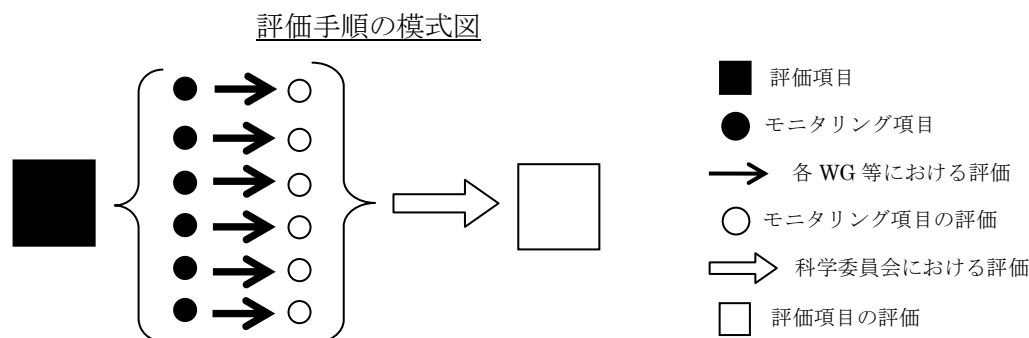 評価手順の模式図
評価項目
モニタリング項目
各 WG 等における評価
モニタリング項目の評価
科学委員会における評価
評価項目の評価